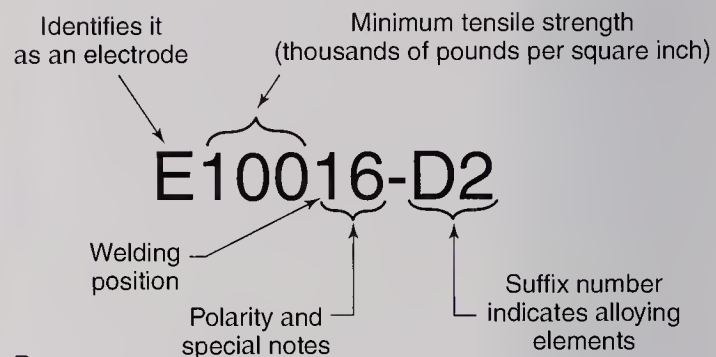 Identifies it
as an electrode
Minimum tensile strength
(thousands of pounds per square inch)
E10016-D2
Welding
position
Polarity and
special notes
Suffix number
indicates alloying
elements